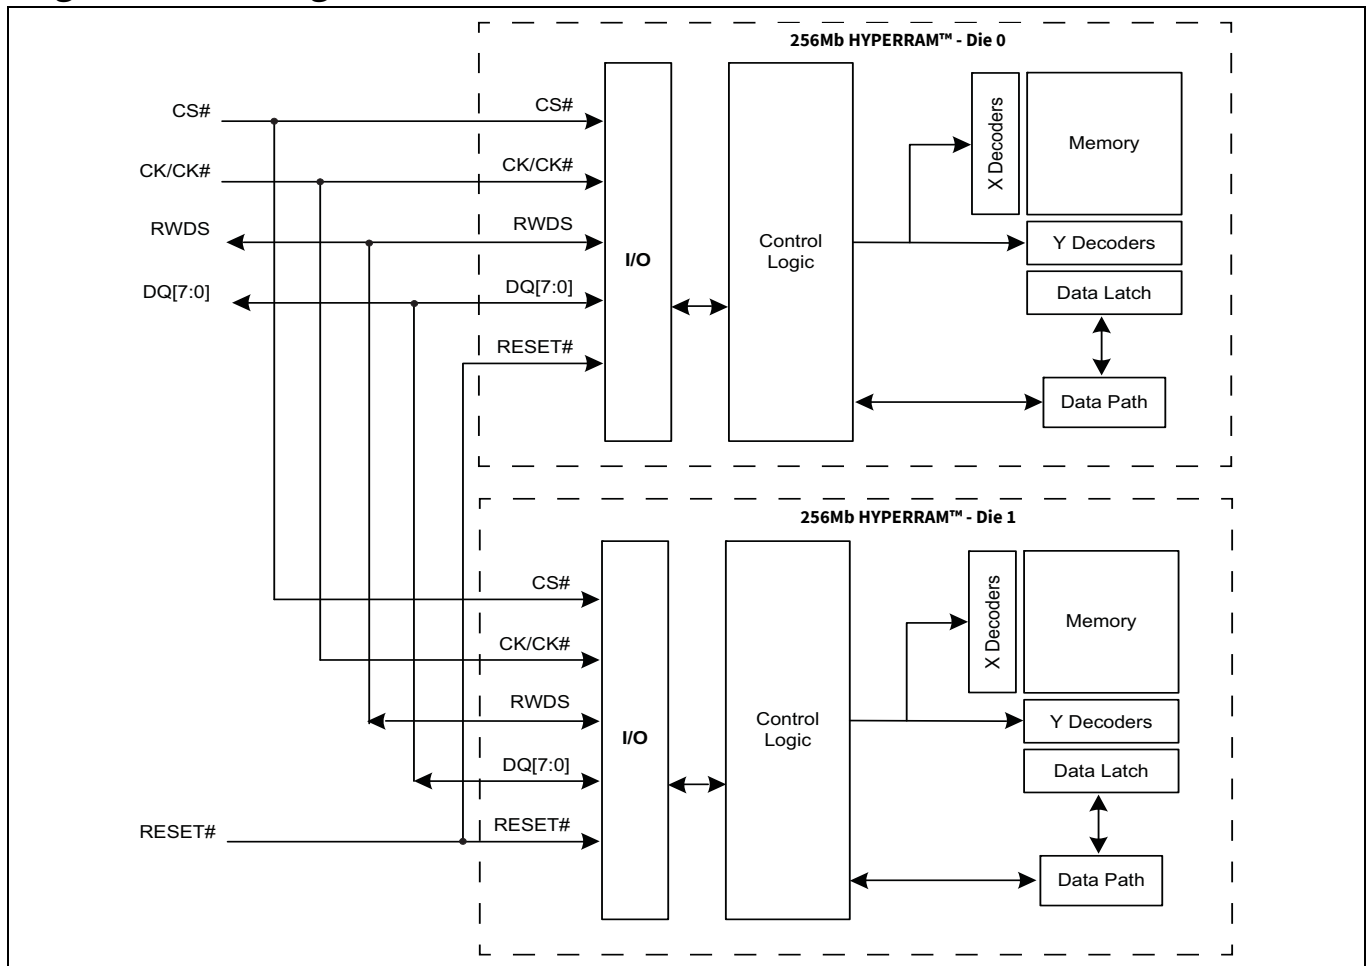 256Mb HYPERRAM™ - Die 0
CS#
CS#
CK/CK#
CK/CK#
RWDS
RWDS
DQ[7:0]
DQ[7:0]
RESET#
I/O
Control
Logic
X Decoders
Memory
Y Decoders
Data Latch
Data Path
256Mb HYPERRAM™ - Die 1
CS#
CK/CK#
RWDS
DQ[7:0]
RESET#
RESET#
I/O
Control
Logic
X Decoders
Memory
Y Decoders
Data Latch
Data Path